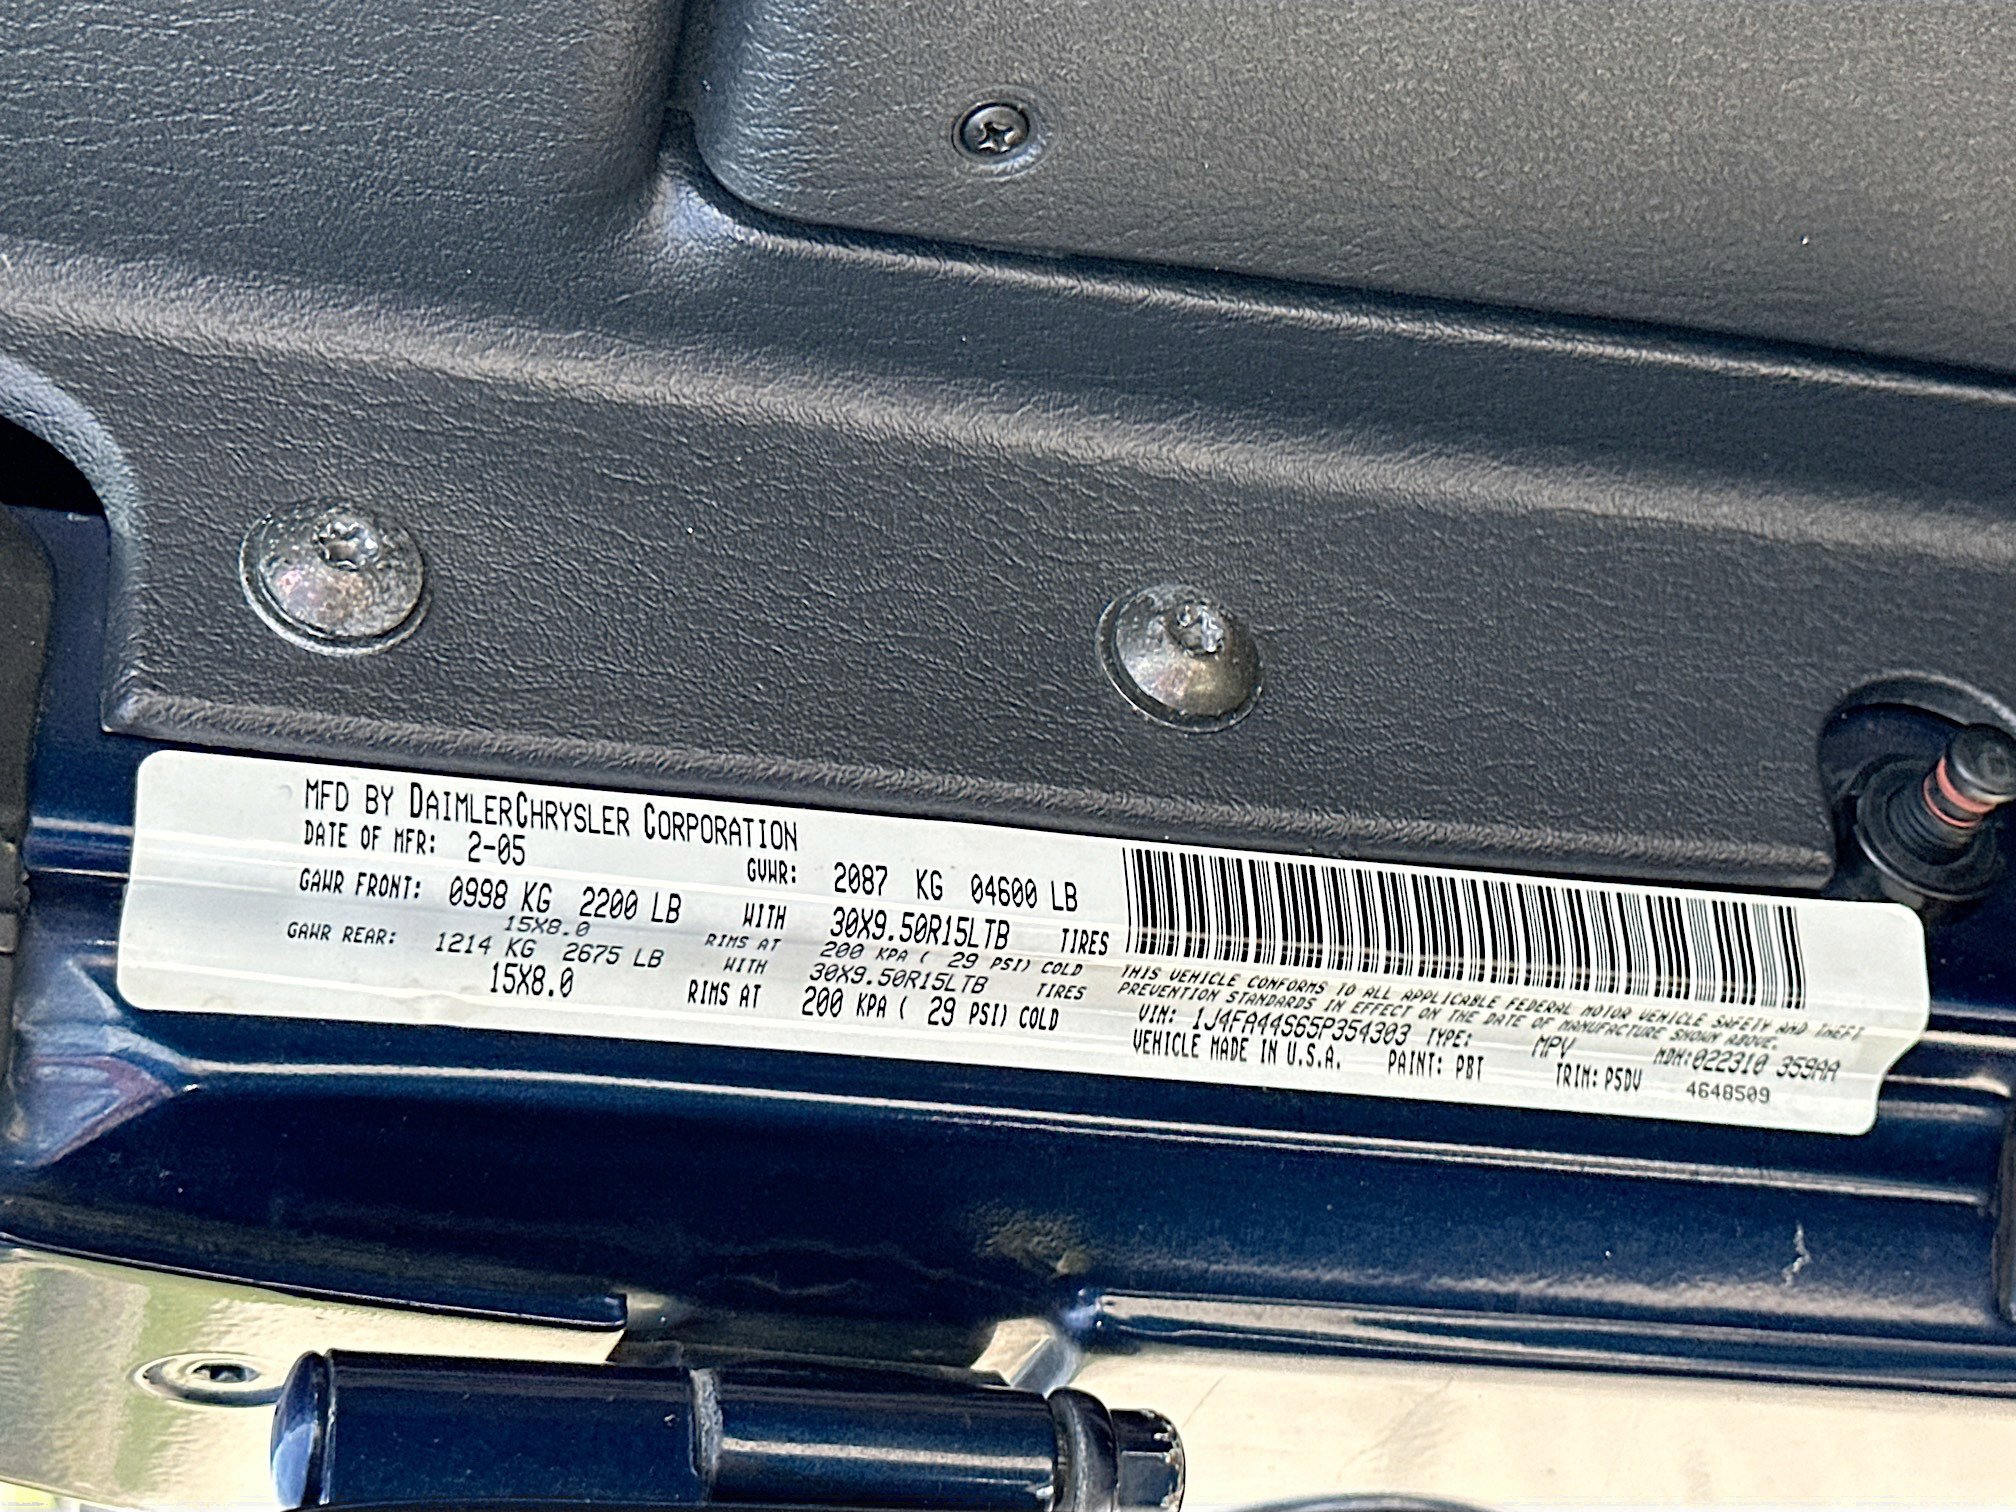 MFD BY DAIMLERCHRYSLER CORPORATION
DATE OF MFR: 2-05 GVWR: 2087 KG 04600 LB
GAWR FRONT: 0998 KG 2200 LB WITH 30X9.50R15LTB TIRES
15X8.0 RIMS AT 200 KPA ( 29 PSI) COLD
GAWR REAR: 1214 KG 2675 LB WITH 30X9.50R15LTB TIRES
15X8.0 RIMS AT 200 KPA ( 29 PSI) COLD
THIS VEHICLE CONFORMS TO ALL APPLICABLE FEDERAL MOTOR VEHICLE SAFETY AND THEFT
PREVENTION STANDARDS IN EFFECT ON THE DATE OF MANUFACTURE SHOWN ABOVE.
VIN: 1J4FA44S65P354303 TYPE: MPV MDH:022310 359AA
VEHICLE MADE IN U.S.A. PAINT: PBT TRIM: P5DV 4648509